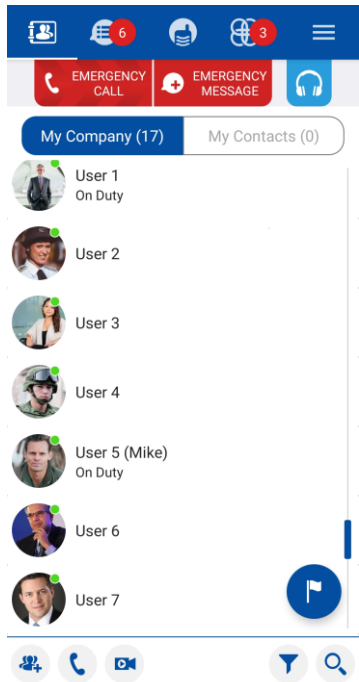 6
3
EMERGENCY
CALL
EMERGENCY
MESSAGE
My Company (17)
My Contacts (0)
User 1
On Duty
User 2
User 3
User 4
User 5 (Mike)
On Duty
User 6
User 7